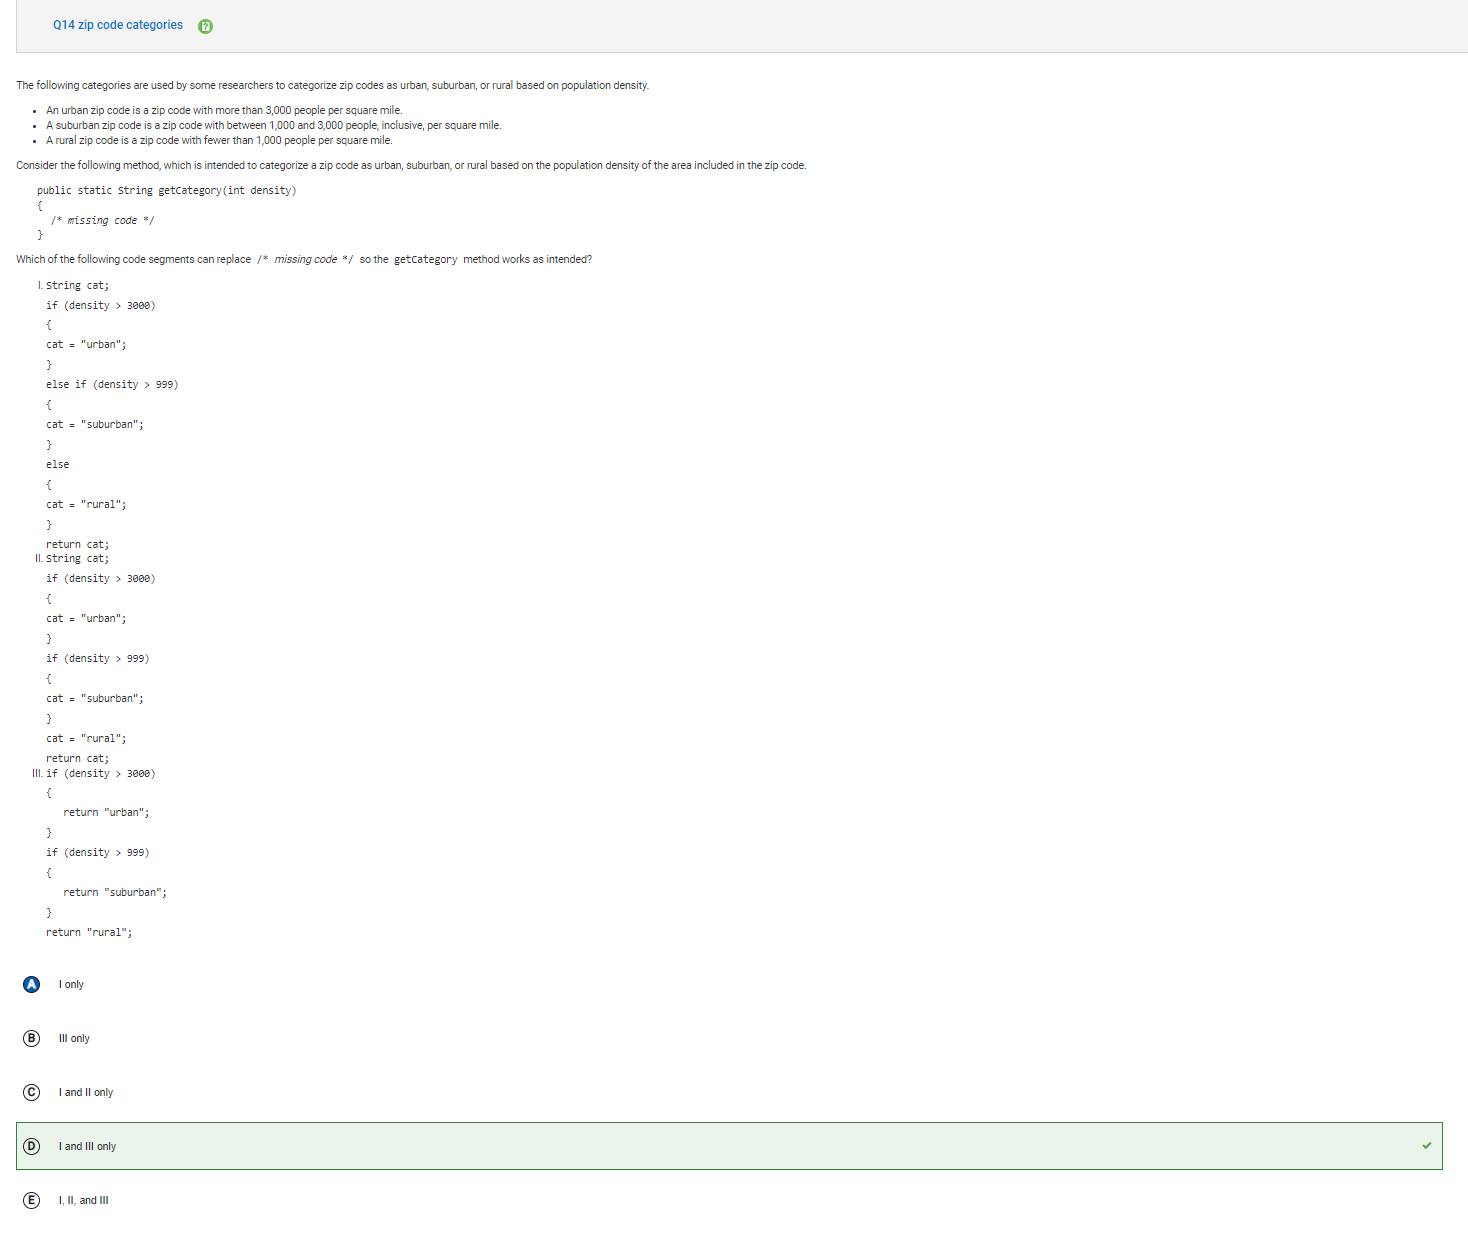 Q14 zip code categories
The following categories are used by some researchers to categorize zip codes as urban, suburban, or rural based on population density.
• An urban zip code is a zip code with more than 3,000 people per square mile.
• A suburban zip code is a zip code with between 1,000 and 3,000 people, inclusive, per square mile.
• A rural zip code is a zip code with fewer than 1,000 people per square mile.
Consider the following method, which is intended to categorize a zip code as urban, suburban, or rural based on the population density of the area included in the zip code.
public static String getCategory(int density)
{
/* missing code */
}
Which of the following code segments can replace /* missing code */ so the getCategory method works as intended?
I. String cat;
if (density > 3000)
{
cat = "urban";
}
else if (density > 999)
{
cat = "suburban";
}
else
{
cat = "rural";
}
return cat;
II. String cat;
if (density > 3000)
{
cat = "urban";
}
if (density > 999)
{
cat = "suburban";
}
cat = "rural";
return cat;
III. if (density > 3000)
{
return "urban";
}
if (density > 999)
{
return "suburban";
}
return "rural";
A I only
B III only
C I and II only
D I and III only
E I, II, and III